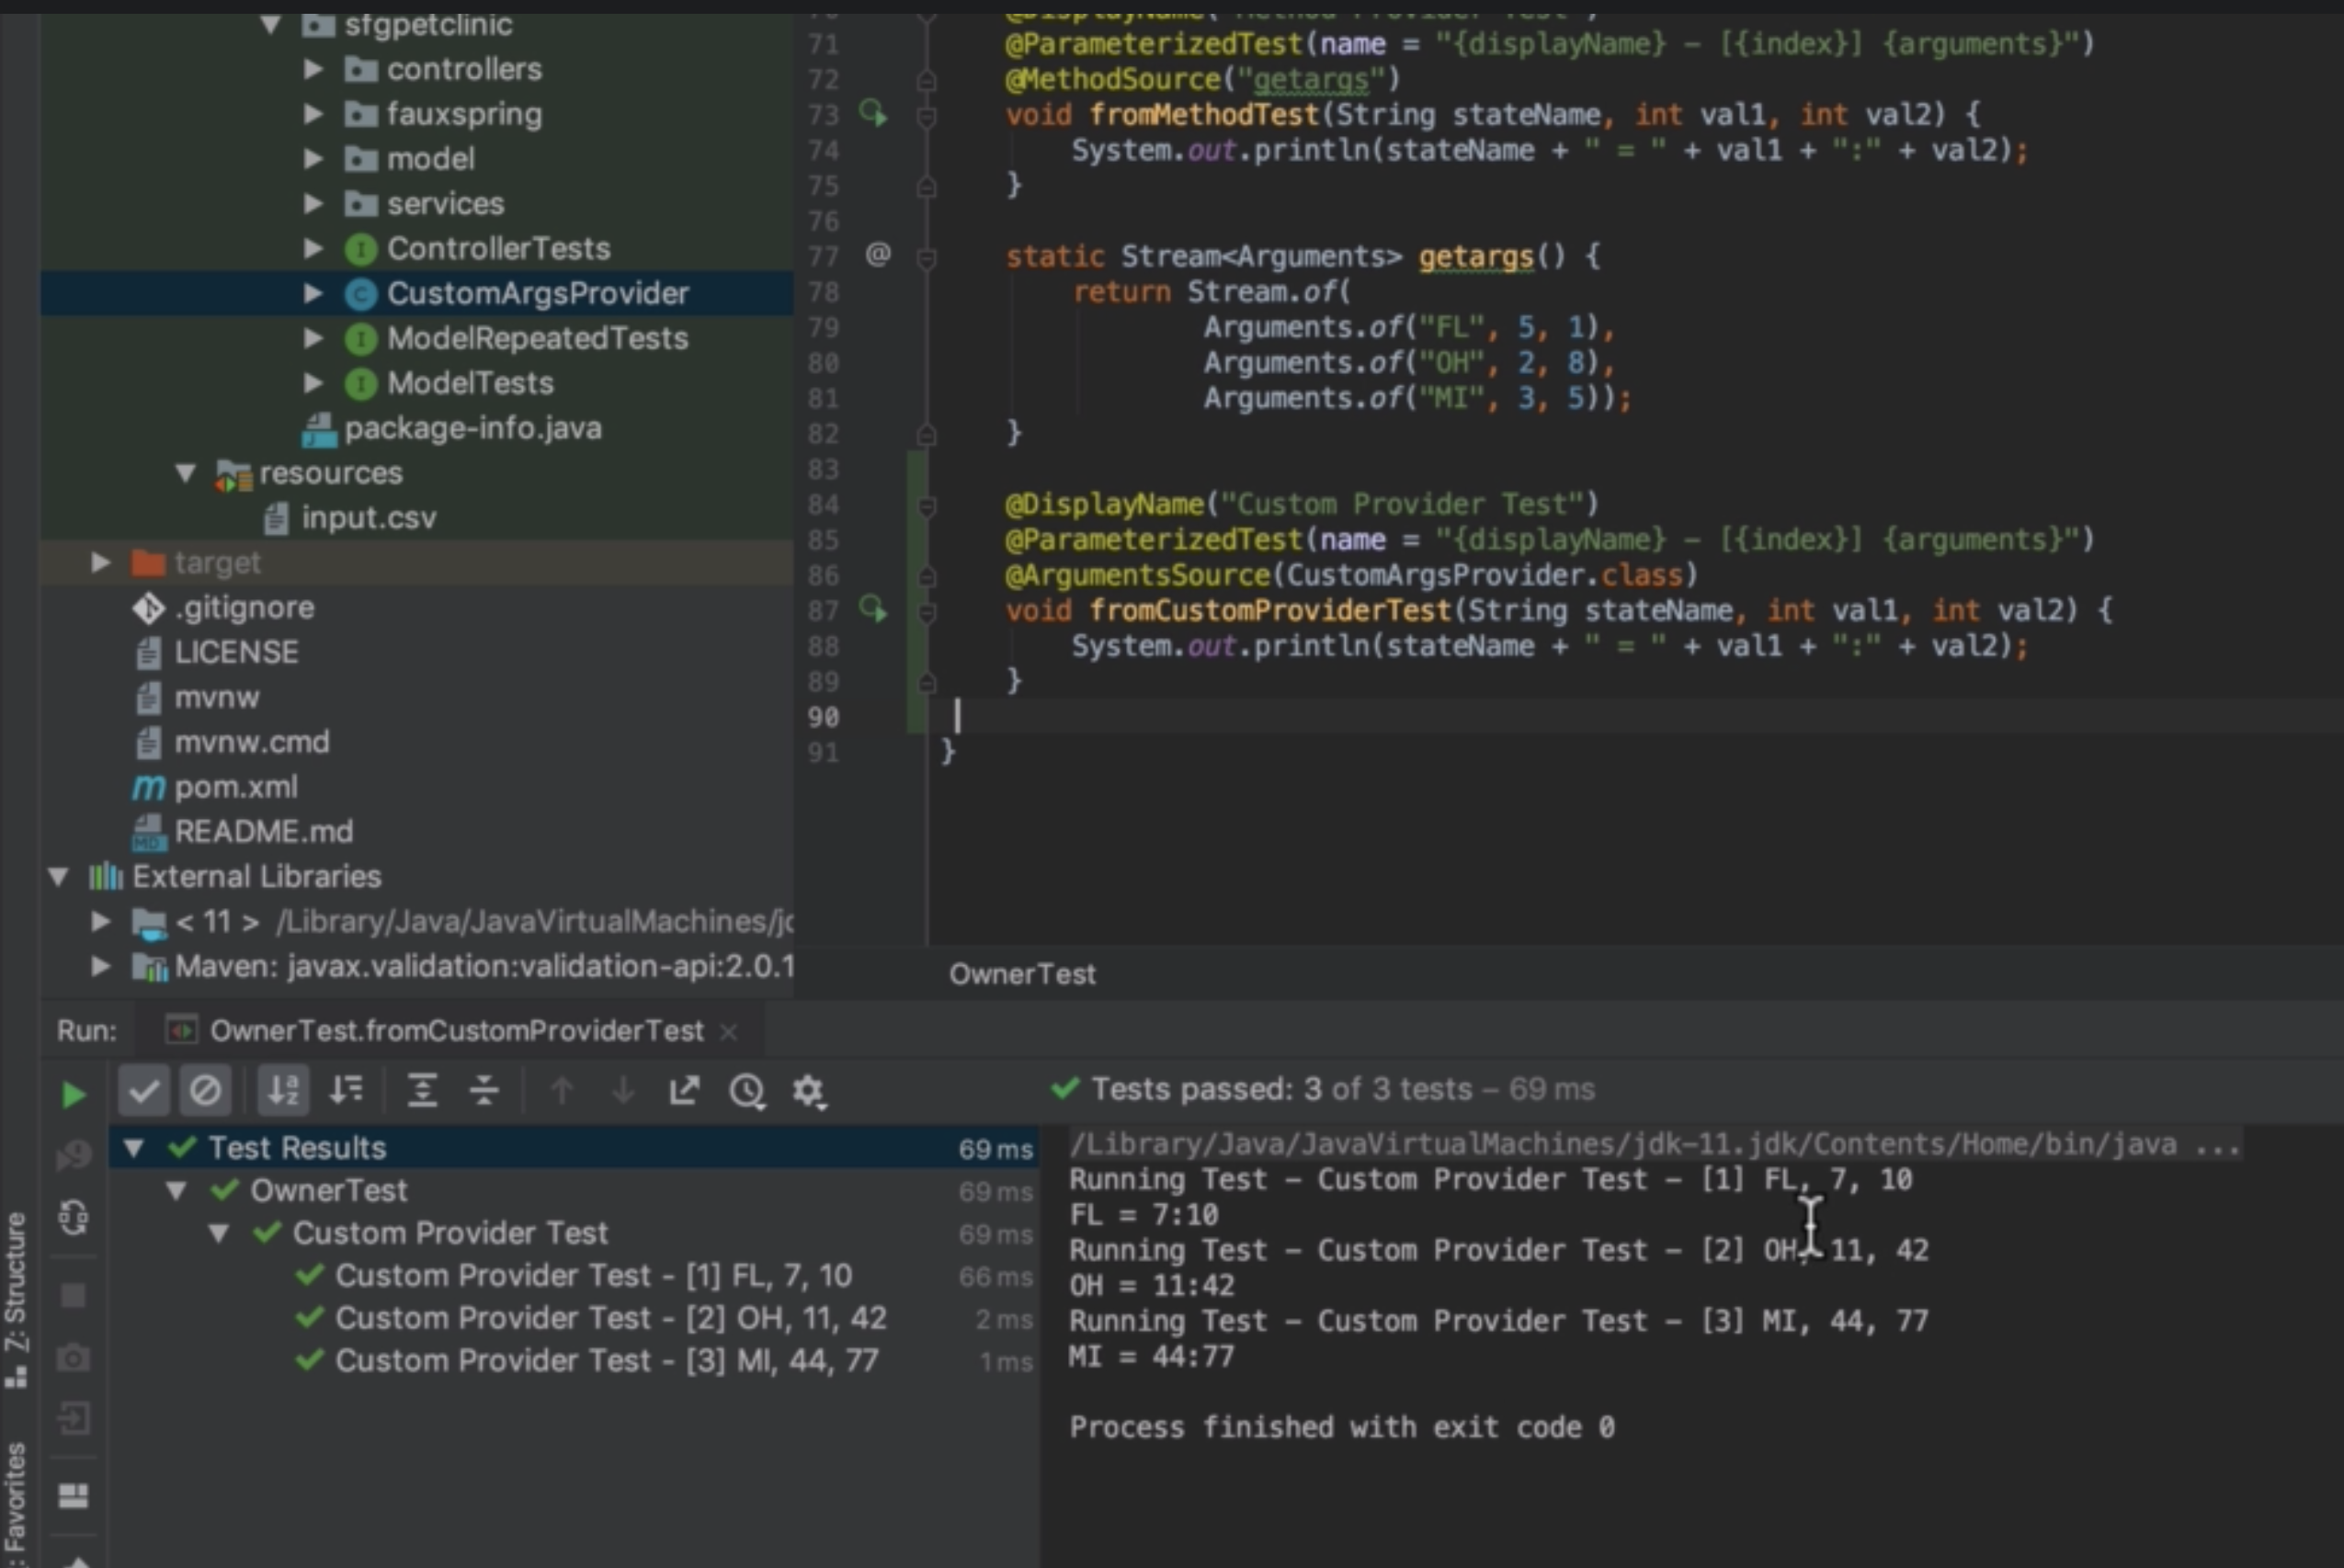 sfgpetclinic
controllers
fauxspring
model
services
ControllerTests
CustomArgsProvider
ModelRepeatedTests
ModelTests
package-info.java
resources
input.csv
target
.gitignore
LICENSE
mvnw
mvnw.cmd
pom.xml
README.md
External Libraries
< 11 > /Library/Java/JavaVirtualMachines/jd
Maven: javax.validation:validation-api:2.0.1
70 @DisplayName("Method Provider Test")
71 @ParameterizedTest(name = "{displayName} - [{index}] {arguments}")
72 @MethodSource("getargs")
73 void fromMethodTest(String stateName, int val1, int val2) {
74 System.out.println(stateName + " = " + val1 + ":" + val2);
75 }
76
77 @ static Stream<Arguments> getargs() {
78 return Stream.of(
79 Arguments.of("FL", 5, 1),
80 Arguments.of("OH", 2, 8),
81 Arguments.of("MI", 3, 5));
82 }
83
84 @DisplayName("Custom Provider Test")
85 @ParameterizedTest(name = "{displayName} - [{index}] {arguments}")
86 @ArgumentsSource(CustomArgsProvider.class)
87 void fromCustomProviderTest(String stateName, int val1, int val2) {
88 System.out.println(stateName + " = " + val1 + ":" + val2);
89 }
90
91 }
OwnerTest
Run: OwnerTest.fromCustomProviderTest ×
Tests passed: 3 of 3 tests – 69 ms
Test Results 69 ms
OwnerTest 69 ms
Custom Provider Test 69 ms
Custom Provider Test - [1] FL, 7, 10 66 ms
Custom Provider Test - [2] OH, 11, 42 2 ms
Custom Provider Test - [3] MI, 44, 77 1 ms
/Library/Java/JavaVirtualMachines/jdk-11.jdk/Contents/Home/bin/java ...
Running Test - Custom Provider Test - [1] FL, 7, 10
FL = 7:10
Running Test - Custom Provider Test - [2] OH, 11, 42
OH = 11:42
Running Test - Custom Provider Test - [3] MI, 44, 77
MI = 44:77
Process finished with exit code 0
Z: Structure
: Favorites